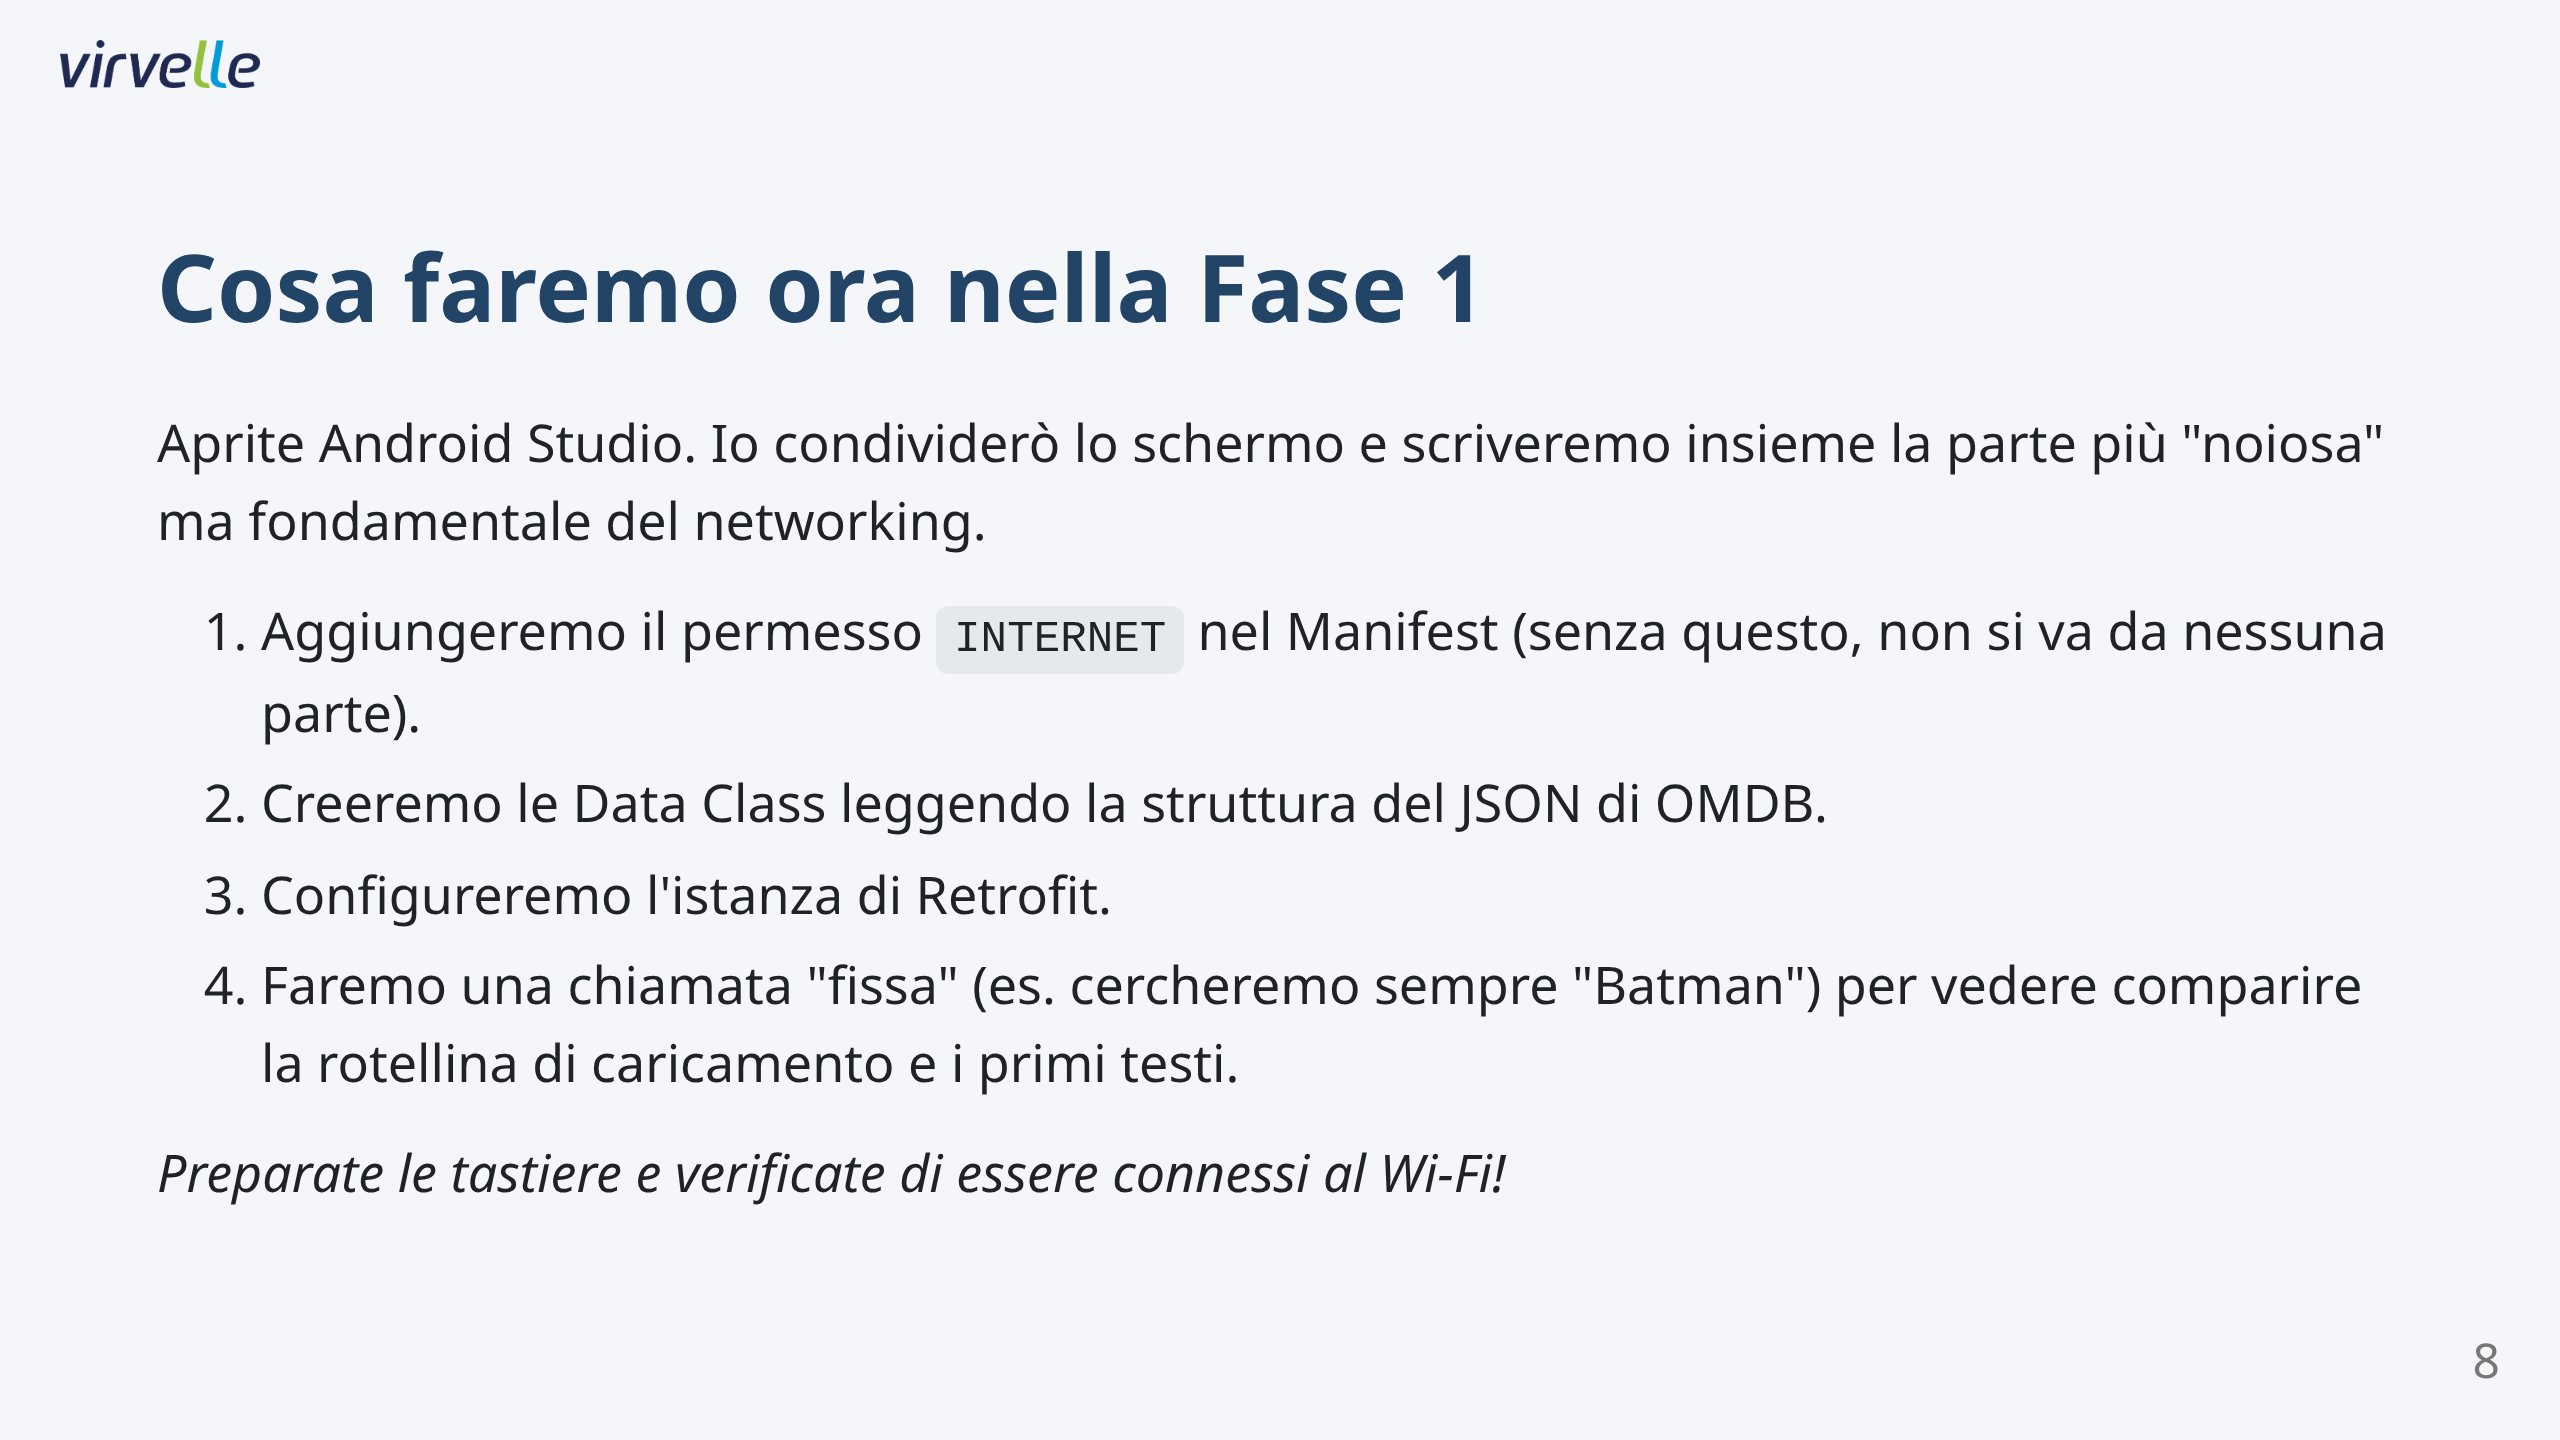 virvelle
Cosa faremo ora nella Fase 1
Aprite Android Studio. Io condividerò lo schermo e scriveremo insieme la parte più "noiosa"
ma fondamentale del networking.
1. Aggiungeremo il permesso INTERNET nel Manifest (senza questo, non si va da nessuna
parte).
2. Creeremo le Data Class leggendo la struttura del JSON di OMDB.
3. Configureremo l'istanza di Retrofit.
4. Faremo una chiamata "fissa" (es. cercheremo sempre "Batman") per vedere comparire
la rotellina di caricamento e i primi testi.
Preparate le tastiere e verificate di essere connessi al Wi-Fi!
8